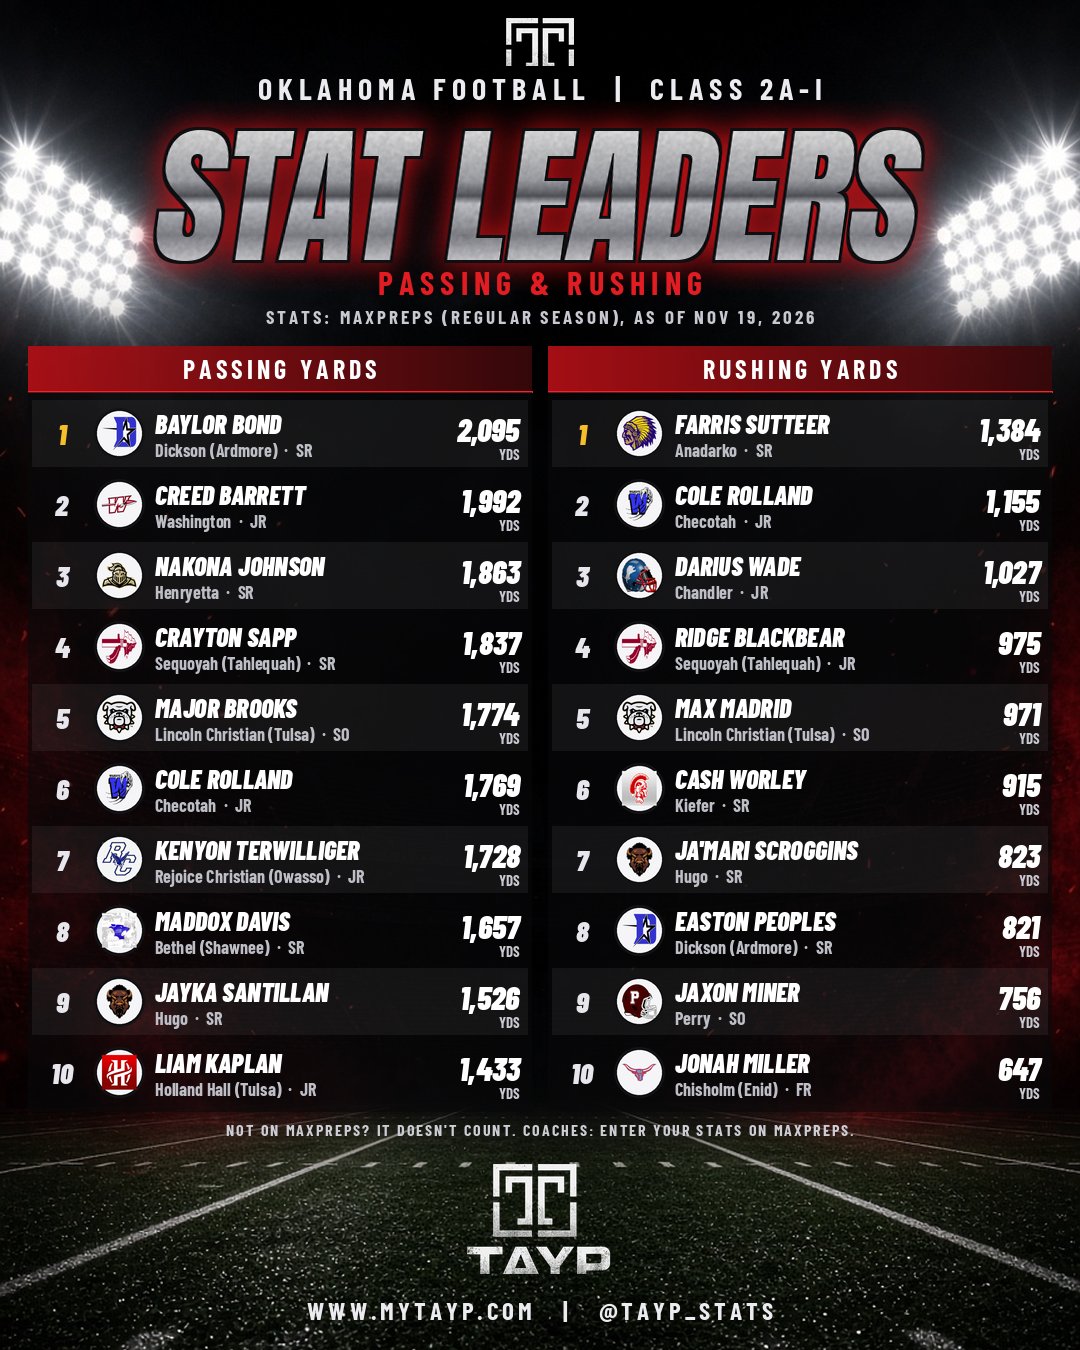 OKLAHOMA FOOTBALL | CLASS 2A-I
STAT LEADERS
PASSING & RUSHING
STATS: MAXPREPS (REGULAR SEASON), AS OF NOV 19, 2026
PASSING YARDS
1 BAYLOR BOND 2,095
Dickson (Ardmore) · SR YDS
2 CREED BARRETT 1,992
Washington · JR YDS
3 NAKONA JOHNSON 1,863
Henryetta · SR YDS
4 CRAYTON SAPP 1,837
Sequoyah (Tahlequah) · SR YDS
5 MAJOR BROOKS 1,774
Lincoln Christian (Tulsa) · SO YDS
6 COLE ROLLAND 1,769
Checotah · JR YDS
7 KENYON TERWILLIGER 1,728
Rejoice Christian (Owasso) · JR YDS
8 MADDOX DAVIS 1,657
Bethel (Shawnee) · SR YDS
9 JAYKA SANTILLAN 1,526
Hugo · SR YDS
10 LIAM KAPLAN 1,433
Holland Hall (Tulsa) · JR YDS
RUSHING YARDS
1 FARRIS SUTTEER 1,384
Anadarko · SR YDS
2 COLE ROLLAND 1,155
Checotah · JR YDS
3 DARIUS WADE 1,027
Chandler · JR YDS
4 RIDGE BLACKBEAR 975
Sequoyah (Tahlequah) · JR YDS
5 MAX MADRID 971
Lincoln Christian (Tulsa) · SO YDS
6 CASH WORLEY 915
Kiefer · SR YDS
7 JA'MARI SCROGGINS 823
Hugo · SR YDS
8 EASTON PEOPLES 821
Dickson (Ardmore) · SR YDS
9 JAXON MINER 756
Perry · SO YDS
10 JONAH MILLER 647
Chisholm (Enid) · FR YDS
NOT ON MAXPREPS? IT DOESN'T COUNT. COACHES: ENTER YOUR STATS ON MAXPREPS.
TAYP
WWW.MYTAYP.COM | @TAYP_STATS